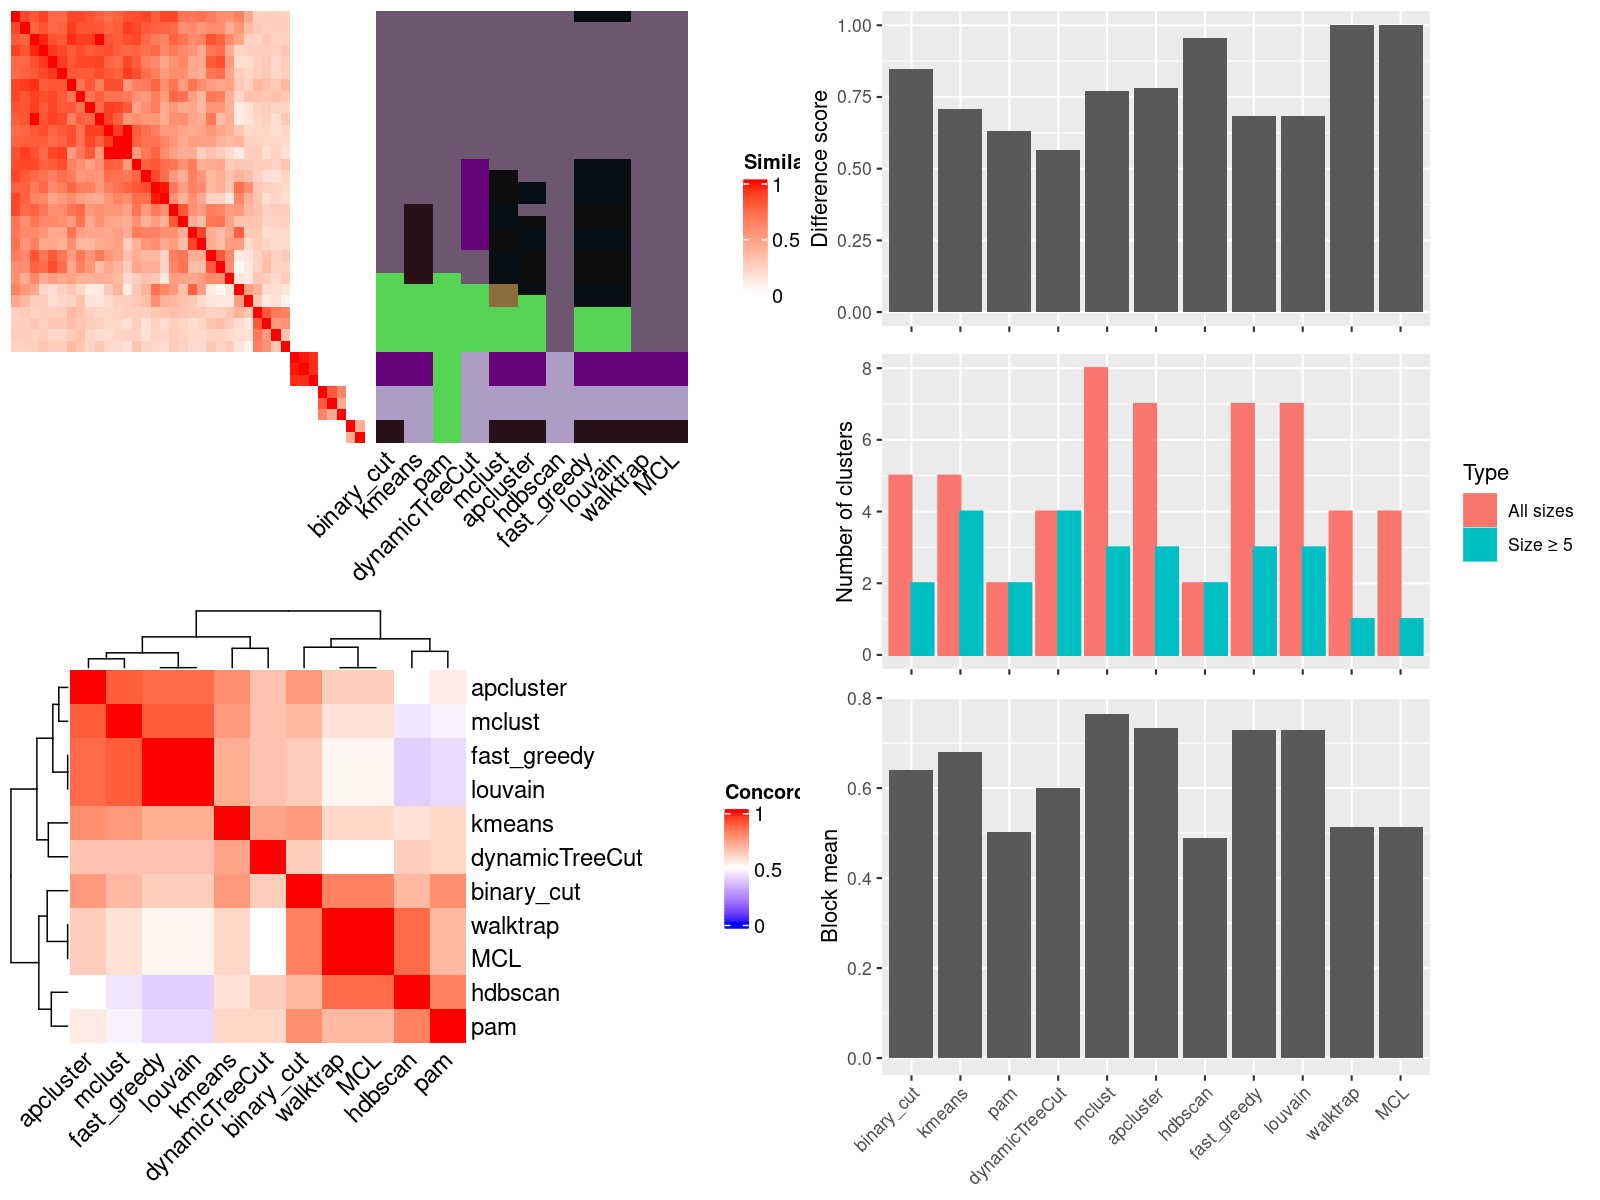 Simila
1
0.5
0
binary_cut
kmeans
pam
dynamicTreeCut
mclust
apcluster
hdbscan
fast_greedy
louvain
walktrap
MCL
Difference score
1.00
0.75
0.50
0.25
0.00
Number of clusters
8
6
4
2
0
Type
All sizes
Size ≥ 5
apcluster
mclust
fast_greedy
louvain
kmeans
dynamicTreeCut
binary_cut
walktrap
MCL
hdbscan
pam
apcluster
mclust
fast_greedy
louvain
kmeans
dynamicTreeCut
binary_cut
walktrap
MCL
hdbscan
pam
Concord
1
0.5
0
Block mean
0.8
0.6
0.4
0.2
0.0
binary_cut
kmeans
pam
dynamicTreeCut
mclust
apcluster
hdbscan
fast_greedy
louvain
walktrap
MCL